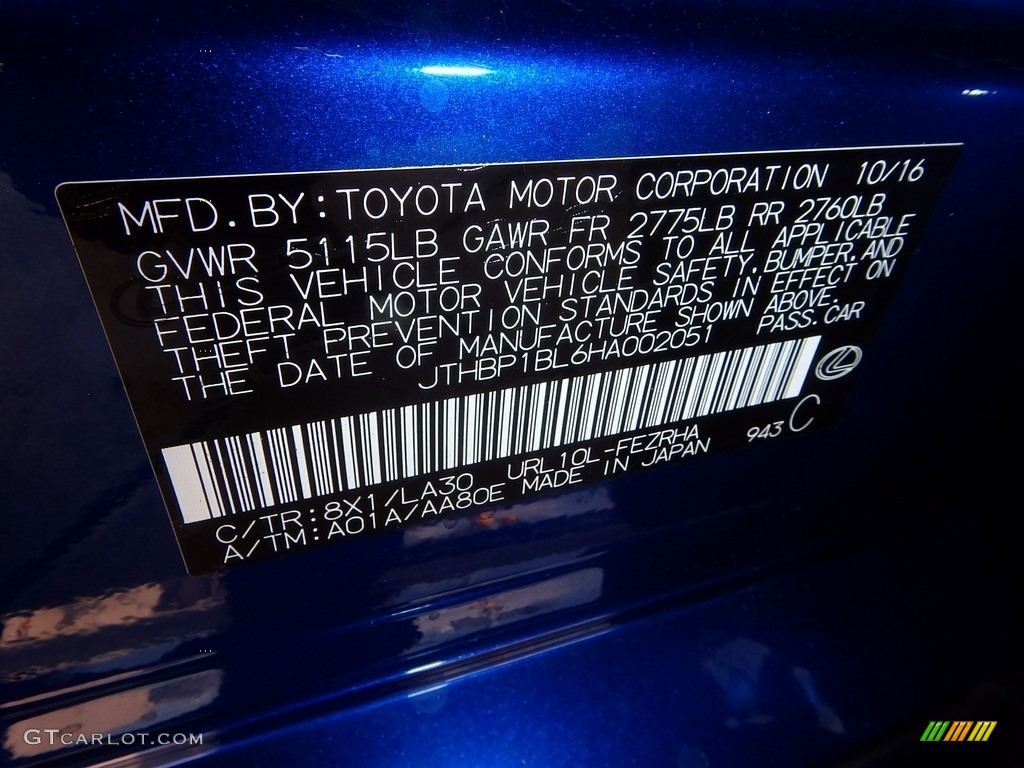 MFD. BY: TOYOTA MOTOR CORPORATION 10/16
GVWR 5115LB GAWR FR 2775LB RR 2760LB
THIS VEHICLE CONFORMS TO ALL APPLICABLE
FEDERAL MOTOR VEHICLE SAFETY, BUMPER, AND
THEFT PREVENTION STANDARDS IN EFFECT ON
THE DATE OF MANUFACTURE SHOWN ABOVE.
JTHBP1BL6HA002051 PASS. CAR
943 C
C/TR: 8X1/LA30 URL10L-FEZRHA
A/TM: A01A/AA80E MADE IN JAPAN
GTCARLOT.COM